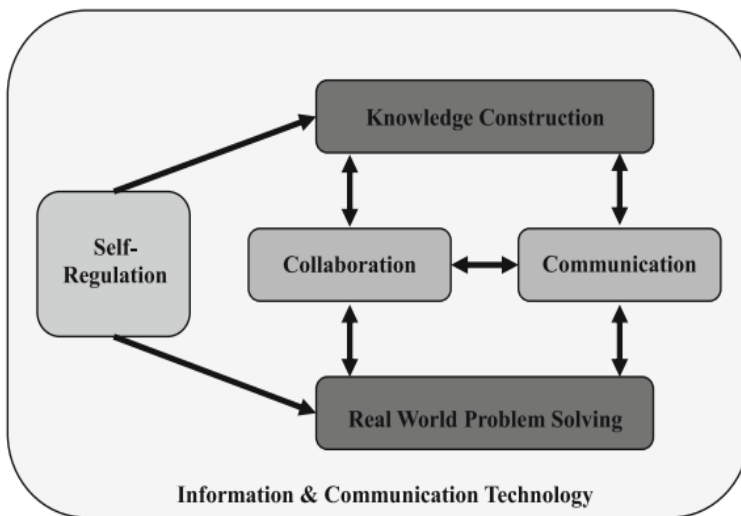 Knowledge Construction
Self-
Regulation
Collaboration
Communication
Real World Problem Solving
Information & Communication Technology